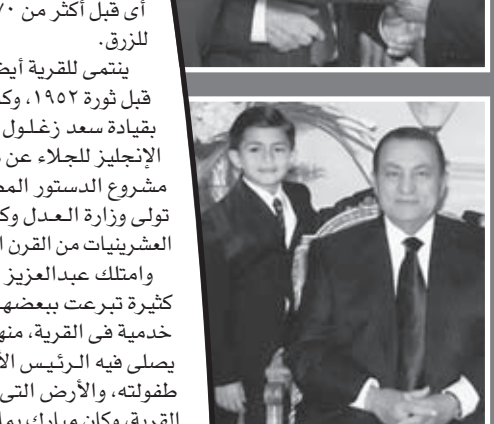 أى قبل أكثر من ٧٠
للزرق.
ينتمى للقرية أيض
قبل ثورة ١٩٥٢، وك
بقيادة سعد زغلول
الإنجليز للجلاء عن
مشروع الدستور المص
تولى وزارة العدل وك
العشرينيات من القرن ا
وامتلك عبدالعزيز
كثيرة تبرعت ببعضه
خدمية فى القرية، منه
يصلى فيه الرئيس الأ
طفولته، والأرض التى
القرية، وكان مبارك